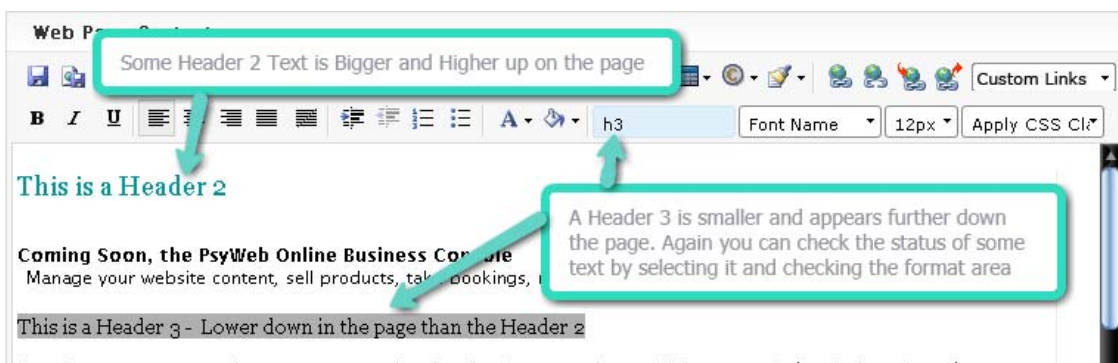 Web
Some Header 2 Text is Bigger and Higher up on the page
Custom Links
B I U A h3 Font Name 12px Apply CSS
This is a Header 2
A Header 3 is smaller and appears further down
the page. Again you can check the status of some
text by selecting it and checking the format area
Coming Soon, the PsyWeb Online Business Console
Manage your website content, sell products, bookings,
This is a Header 3 - Lower down in the page than the Header 2